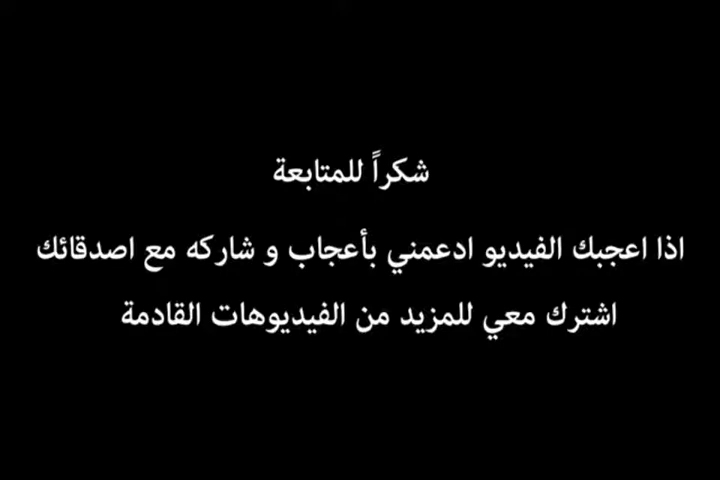 شكراً للمتابعة
اذا اعجبك الفيديو ادعمني بأعجاب و شاركه مع اصدقائك
اشترك معي للمزيد من الفيديوهات القادمة